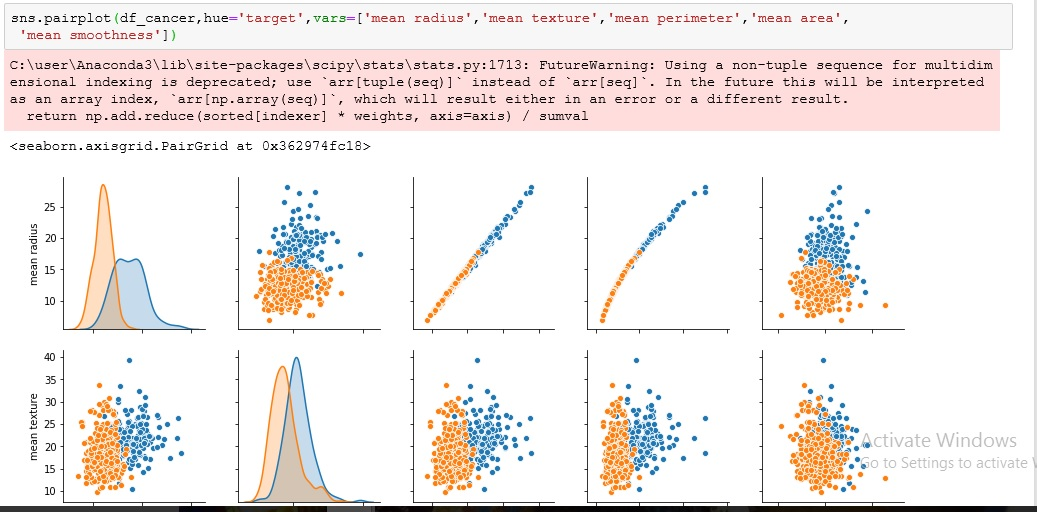 sns.pairplot(df_cancer,hue='target',vars=['mean radius','mean texture','mean perimeter','mean area',
'mean smoothness'])
C:\user\Anaconda3\lib\site-packages\scipy\stats\stats.py:1713: FutureWarning: Using a non-tuple sequence for multidim
ensional indexing is deprecated; use `arr[tuple(seq)]` instead of `arr[seq]`. In the future this will be interpreted
as an array index, `arr[np.array(seq)]`, which will result either in an error or a different result.
return np.add.reduce(sorted[indexer] * weights, axis=axis) / sumval
<seaborn.axisgrid.PairGrid at 0x362974fc18>
mean radius
25
20
15
10
mean texture
40
35
30
25
20
15
10
Activate Windows
Go to Settings to activate W